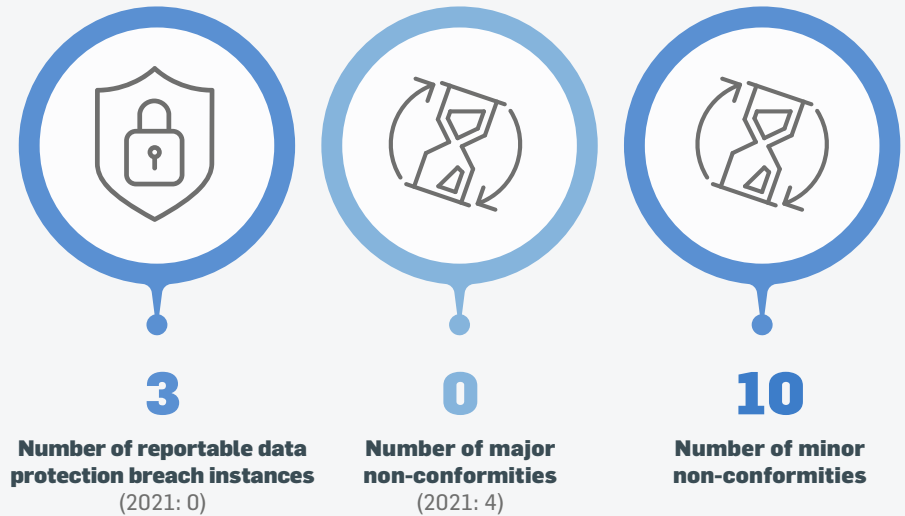 3
Number of reportable data
protection breach instances
(2021: 0)
0
Number of major
non-conformities
(2021: 4)
10
Number of minor
non-conformities